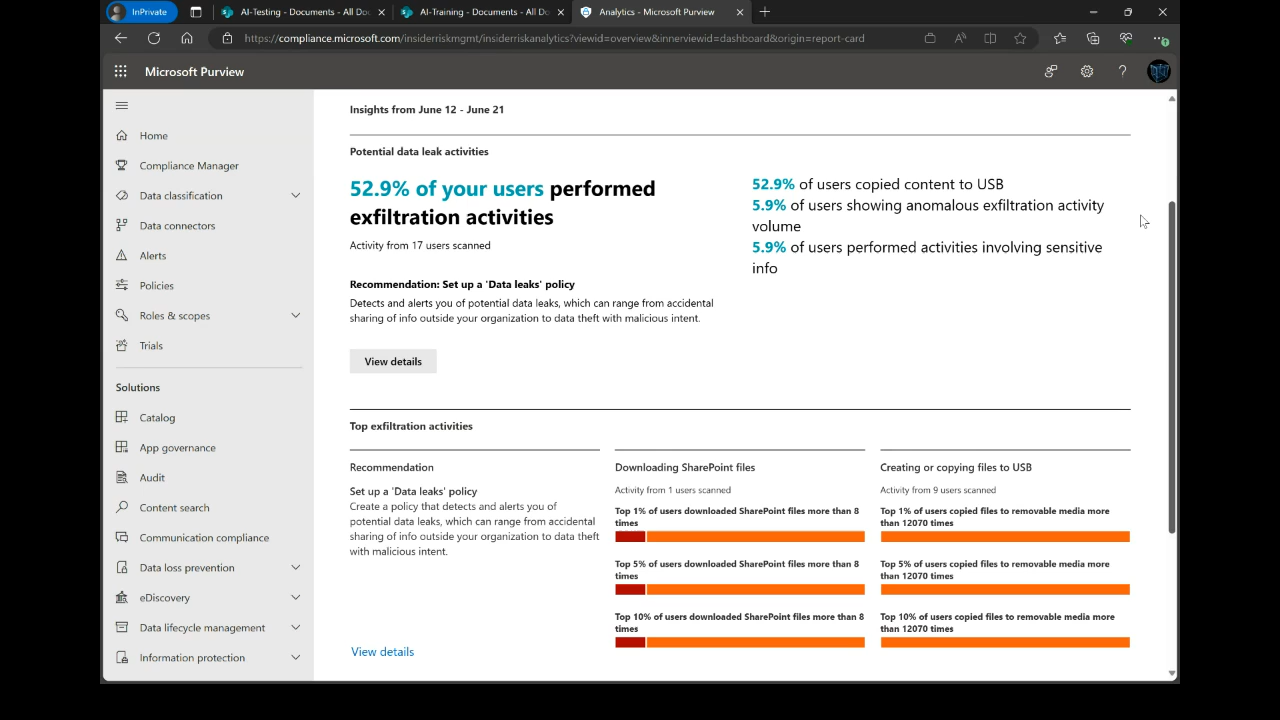 InPrivate
AI-Testing - Documents - All Doc
AI-Training - Documents - All Do
Analytics - Microsoft Purview
https://compliance.microsoft.com/insiderriskmgmt/insiderriskanalytics?viewid=overview&innerviewid=dashboard&origin=report-card
Microsoft Purview
Home
Compliance Manager
Data classification
Data connectors
Alerts
Policies
Roles & scopes
Trials
Solutions
Catalog
App governance
Audit
Content search
Communication compliance
Data loss prevention
eDiscovery
Data lifecycle management
Information protection
Insights from June 12 - June 21
Potential data leak activities
52.9% of your users performed
exfiltration activities
Activity from 17 users scanned
Recommendation: Set up a 'Data leaks' policy
Detects and alerts you of potential data leaks, which can range from accidental
sharing of info outside your organization to data theft with malicious intent.
View details
52.9% of users copied content to USB
5.9% of users showing anomalous exfiltration activity
volume
5.9% of users performed activities involving sensitive
info
Top exfiltration activities
Recommendation
Set up a 'Data leaks' policy
Create a policy that detects and alerts you of
potential data leaks, which can range from accidental
sharing of info outside your organization to data theft
with malicious intent.
View details
Downloading SharePoint files
Activity from 1 users scanned
Top 1% of users downloaded SharePoint files more than 8
times
Top 5% of users downloaded SharePoint files more than 8
times
Top 10% of users downloaded SharePoint files more than 8
times
Creating or copying files to USB
Activity from 9 users scanned
Top 1% of users copied files to removable media more
than 12070 times
Top 5% of users copied files to removable media more
than 12070 times
Top 10% of users copied files to removable media more
than 12070 times